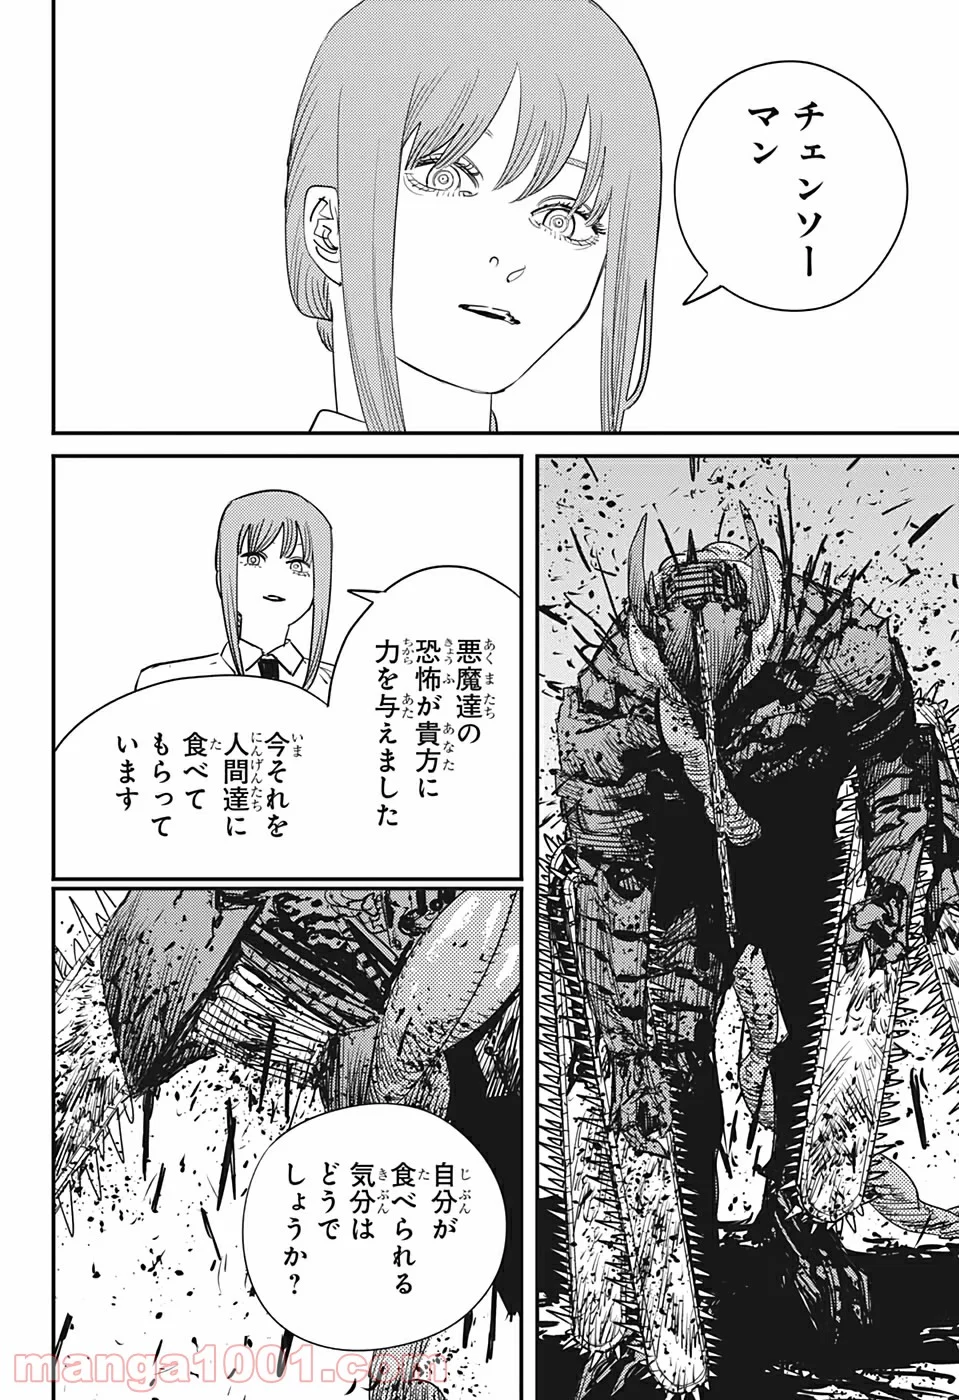 チェンソー
マン
悪魔達の
恐怖が貴方に
力を与えました
今それを
人間達に
食べて
もらって
います
自分が
食べられる
気分は
どうで
しょうか？
manga1001.com